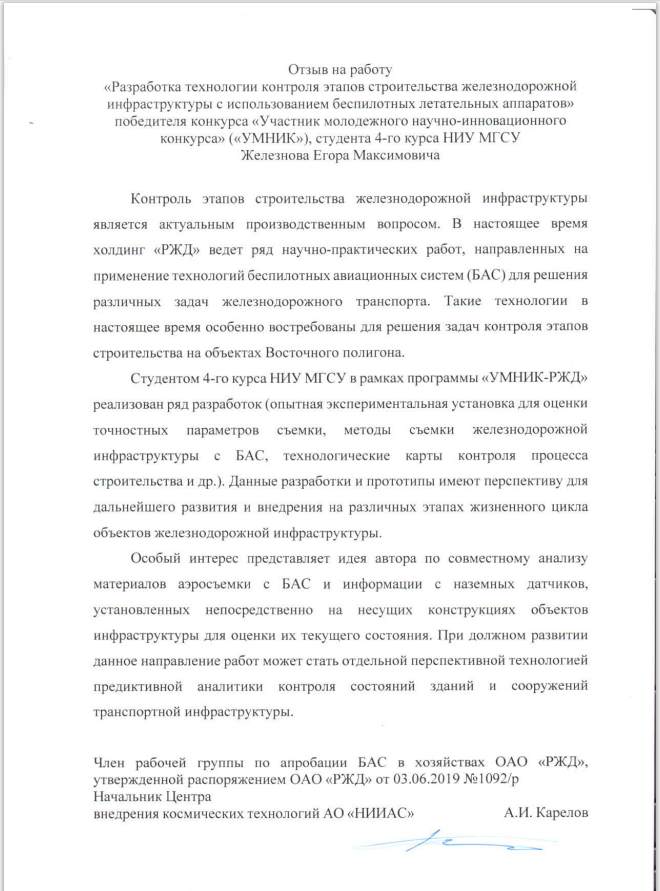 Отзыв на работу
«Разработка технологии контроля этапов строительства железнодорожной
инфраструктуры с использованием беспилотных летательных аппаратов»
победителя конкурса «Участник молодежного научно-инновационного
конкурса» («УМНИК»), студента 4-го курса НИУ МГСУ
Железнова Егора Максимовича
Контроль этапов строительства железнодорожной инфраструктуры
является актуальным производственным вопросом. В настоящее время
холдинг «РЖД» ведет ряд научно-практических работ, направленных на
применение технологий беспилотных авиационных систем (БАС) для решения
различных задач железнодорожного транспорта. Такие технологии в
настоящее время особенно востребованы для решения задач контроля этапов
строительства на объектах Восточного полигона.
Студентом 4-го курса НИУ МГСУ в рамках программы «УМНИК-РЖД»
реализован ряд разработок (опытная экспериментальная установка для оценки
точностных параметров съемки, методы съемки железнодорожной
инфраструктуры с БАС, технологические карты контроля процесса
строительства и др.). Данные разработки и прототипы имеют перспективу для
дальнейшего развития и внедрения на различных этапах жизненного цикла
объектов железнодорожной инфраструктуры.
Особый интерес представляет идея автора по совместному анализу
материалов аэросъемки с БАС и информации с наземных датчиков,
установленных непосредственно на несущих конструкциях объектов
инфраструктуры для оценки их текущего состояния. При должном развитии
данное направление работ может стать отдельной перспективной технологией
предиктивной аналитики контроля состояний зданий и сооружений
транспортной инфраструктуры.
Член рабочей группы по апробации БАС в хозяйствах ОАО «РЖД»,
утвержденной распоряжением ОАО «РЖД» от 03.06.2019 №1092/р
Начальник Центра
внедрения космических технологий АО «НИИАС» А.И. Карелов